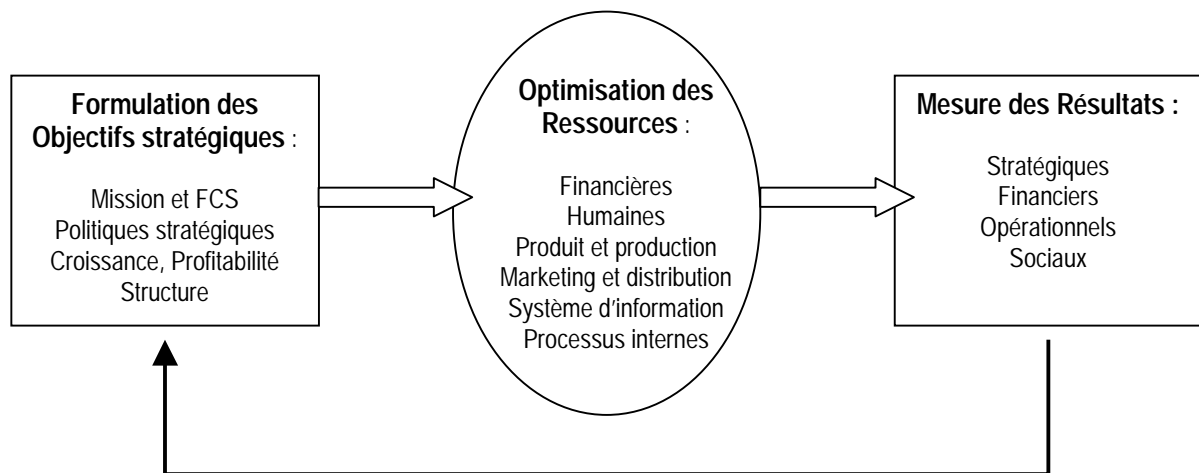 Formulation des
Objectifs stratégiques :
Mission et FCS
Politiques stratégiques
Croissance, Profitabilité
Structure
Optimisation des
Ressources :
Financières
Humaines
Produit et production
Marketing et distribution
Système d’information
Processus internes
Mesure des Résultats :
Stratégiques
Financiers
Opérationnels
Sociaux